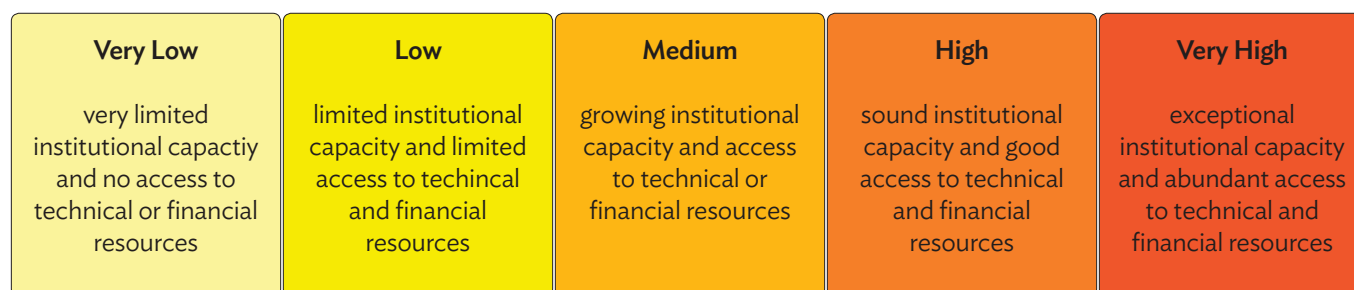 Very Low
very limited
institutional capactiy
and no access to
technical or financial
resources
Low
limited institutional
capacity and limited
access to techincal
and financial
resources
Medium
growing institutional
capacity and access
to technical or
financial resources
High
sound institutional
capacity and good
access to technical
and financial
resources
Very High
exceptional
institutional capacity
and abundant access
to technical and
financial resources